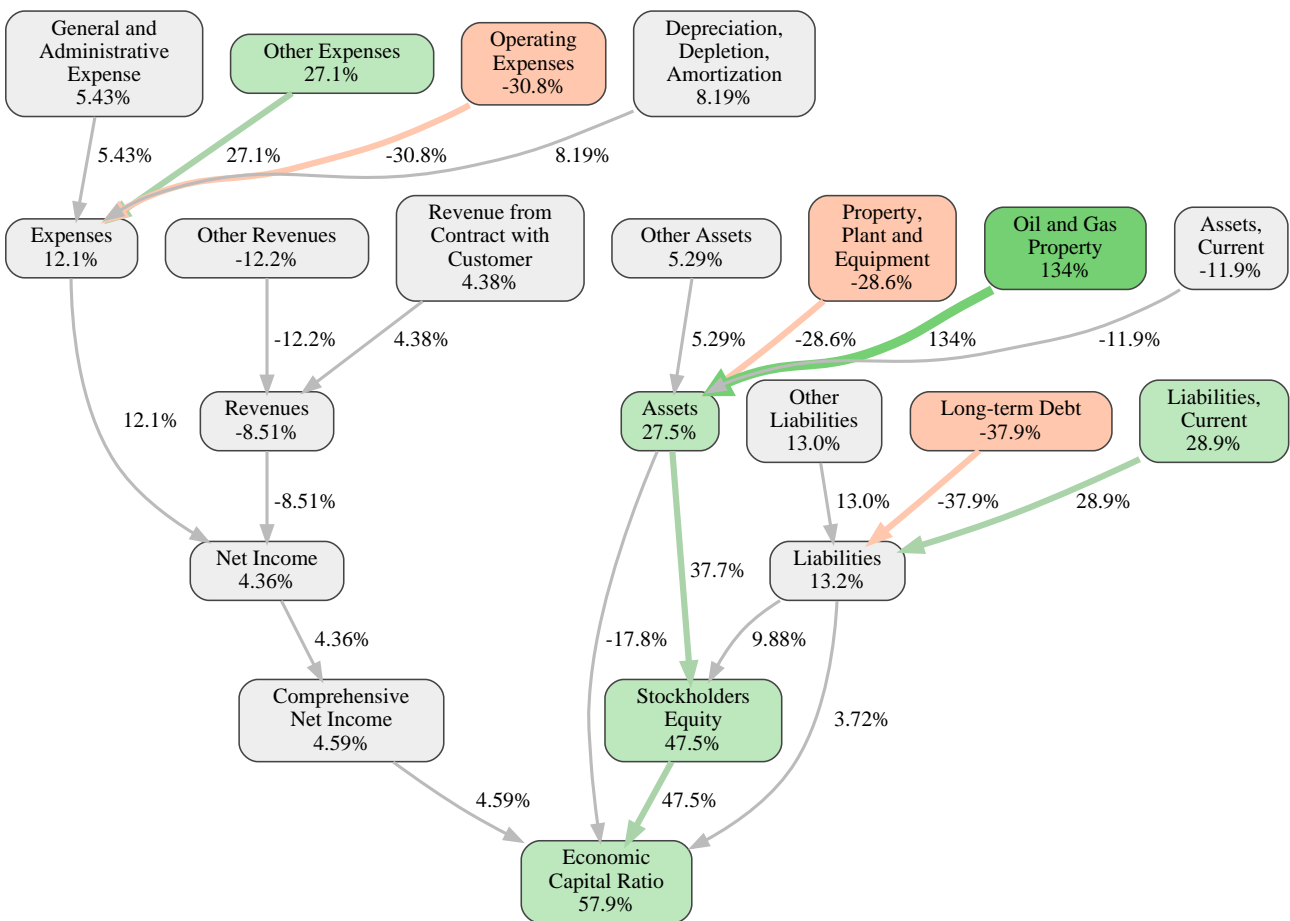 General and
Administrative
Expense
5.43%
Other Expenses
27.1%
Operating
Expenses
-30.8%
Depreciation,
Depletion,
Amortization
8.19%
5.43%
27.1%
-30.8%
8.19%
Expenses
12.1%
Other Revenues
-12.2%
Revenue from
Contract with
Customer
4.38%
Other Assets
5.29%
Property,
Plant and
Equipment
-28.6%
Oil and Gas
Property
134%
Assets,
Current
-11.9%
-12.2%
4.38%
5.29%
-28.6%
134%
-11.9%
12.1%
Revenues
-8.51%
Assets
27.5%
Other
Liabilities
13.0%
Long-term Debt
-37.9%
Liabilities,
Current
28.9%
-8.51%
13.0%
-37.9%
28.9%
Net Income
4.36%
37.7%
Liabilities
13.2%
4.36%
-17.8%
9.88%
Comprehensive
Net Income
4.59%
Stockholders
Equity
47.5%
3.72%
4.59%
47.5%
Economic
Capital Ratio
57.9%